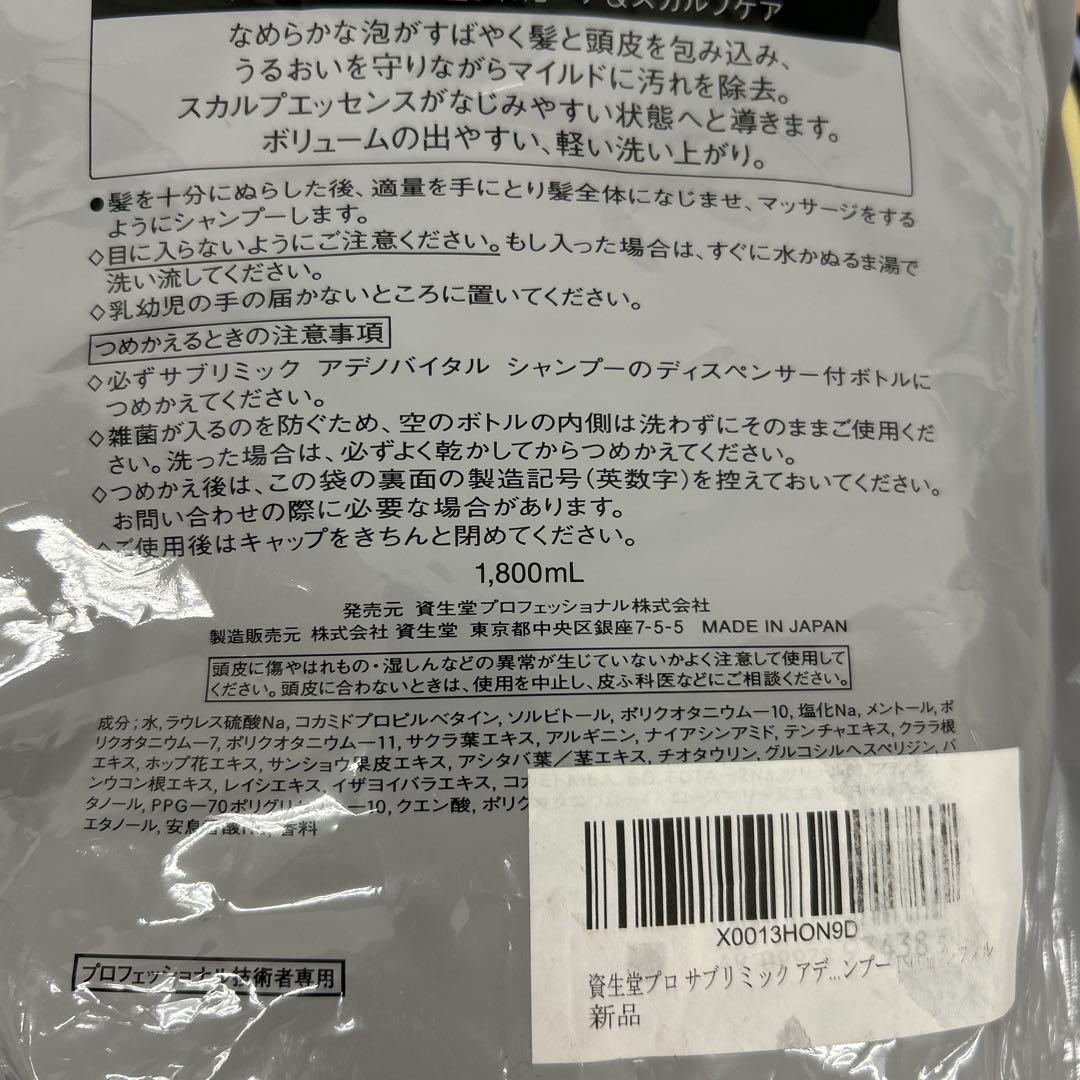 &スカルプケア
なめらかな泡がすばやく髪と頭皮を包み込み、
うるおいを守りながらマイルドに汚れを除去。
スカルプエッセンスがなじみやすい状態へと導きます。
ボリュームの出やすい、軽い洗い上がり。
●髪を十分にぬらした後、適量を手にとり髪全体になじませ、マッサージをする
ようにシャンプーします。
◇目に入らないようにご注意ください。もし入った場合は、すぐに水かぬるま湯で
洗い流してください。
◇乳幼児の手の届かないところに置いてください。
つめかえるときの注意事項
◇必ずサブリミック アデノバイタル シャンプーのディスペンサー付ボトルに
つめかえてください。
◇雑菌が入るのを防ぐため、空のボトルの内側は洗わずにそのままご使用くだ
さい。洗った場合は、必ずよく乾かしてからつめかえてください。
◇つめかえ後は、この袋の裏面の製造記号(英数字)を控えておいてください。
お問い合わせの際に必要な場合があります。
◇ご使用後はキャップをきちんと閉めてください。
1,800mL
発売元 資生堂プロフェッショナル株式会社
製造販売元 株式会社 資生堂 東京都中央区銀座7-5-5 MADE IN JAPAN
頭皮に傷やはれもの・湿しんなどの異常が生じていないかよく注意して使用して
ください。頭皮に合わないときは、使用を中止し、皮ふ科医などにご相談ください。
成分;水,ラウレス硫酸Na,コカミドプロピルベタイン,ソルビトール,ポリクオタニウムー10,塩化Na,メントール,ポ
リクオタニウムー7,ポリクオタニウムー11,サクラ葉エキス,アルギニン,ナイアシンアミド,テンチャエキス,クララ根
エキス,ホップ花エキス,サンショウ果皮エキス,アシタバ葉/茎エキス,チオタウリン,グルコシルヘスペリジン,バ
ンウコン根エキス,レイシエキス,イザヨイバラエキス,
タノール,PPGー70ポリグリ ー10,クエン酸,
エタノール,安息香酸Na,香料
X0013HON9D
資生堂プロ サブリミック アデ...ンプー
新品
プロフェッショナル技術者専用